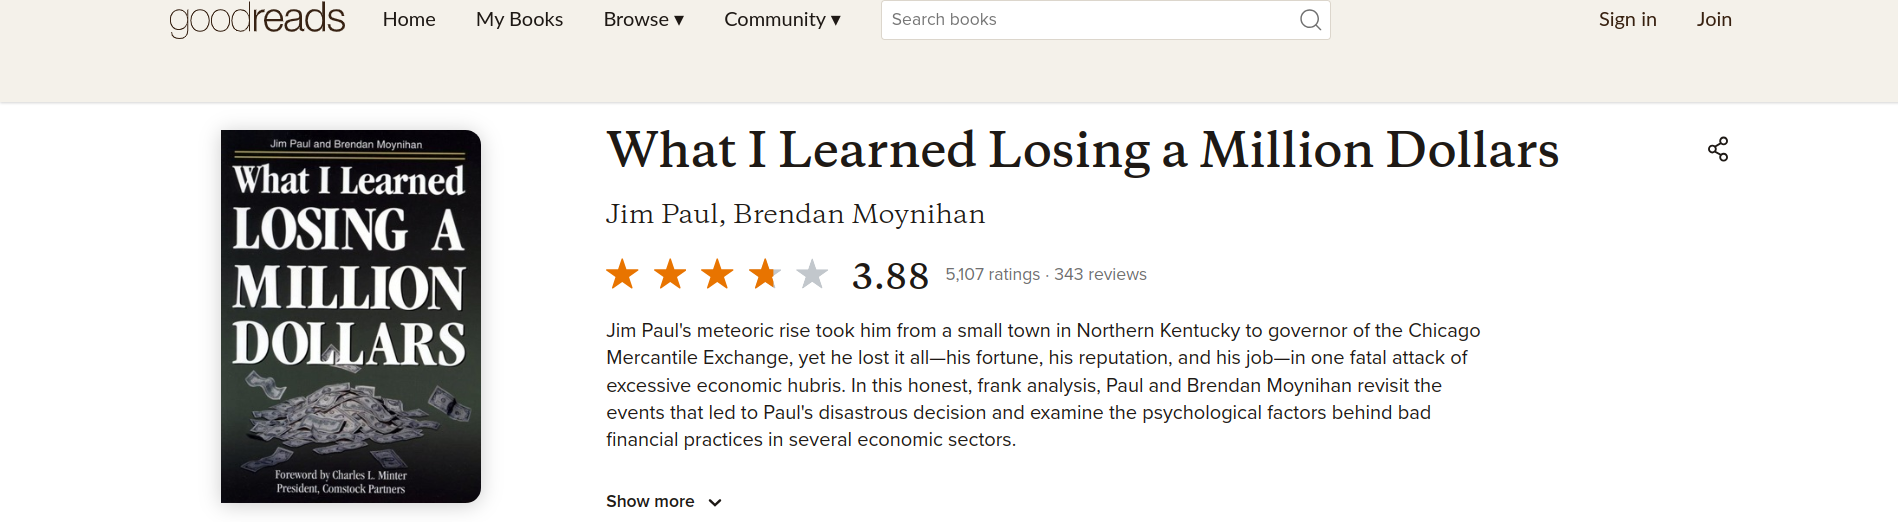 goodreads Home My Books Browse ▾ Community ▾ Search books Sign in Join
Jim Paul and Brendan Moynihan
What I Learned
LOSING A
MILLION
DOLLARS
Foreword by Charles L. Minter
President, Comstock Partners
What I Learned Losing a Million Dollars
Jim Paul, Brendan Moynihan
3.88 5,107 ratings · 343 reviews
Jim Paul's meteoric rise took him from a small town in Northern Kentucky to governor of the Chicago
Mercantile Exchange, yet he lost it all—his fortune, his reputation, and his job—in one fatal attack of
excessive economic hubris. In this honest, frank analysis, Paul and Brendan Moynihan revisit the
events that led to Paul's disastrous decision and examine the psychological factors behind bad
financial practices in several economic sectors.
Show more